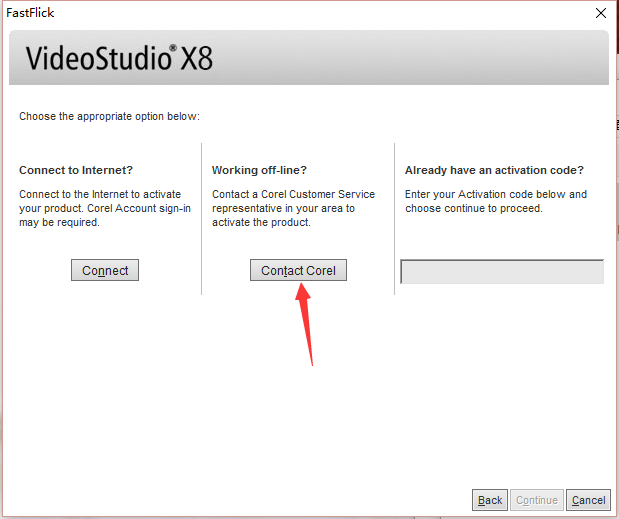 FastFlick
VideoStudio® X8
Choose the appropriate option below:
Connect to Internet?
Connect to the Internet to activate
your product. Corel Account sign-in
may be required.
Connect
Working off-line?
Contact a Corel Customer Service
representative in your area to
activate the product.
Contact Corel
Already have an activation code?
Enter your Activation code below and
choose continue to proceed.
Back
Continue
Cancel